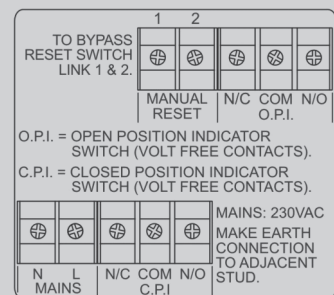 1 2
TO BYPASS
RESET SWITCH
LINK 1 & 2.
MANUAL
RESET
N/C COM N/O
O.P.I.
O.P.I. = OPEN POSITION INDICATOR
SWITCH (VOLT FREE CONTACTS).
C.P.I. = CLOSED POSITION INDICATOR
SWITCH (VOLT FREE CONTACTS).
MAINS: 230VAC
MAKE EARTH
CONNECTION
TO ADJACENT
STUD.
N L
MAINS
N/C COM N/O
C.P.I